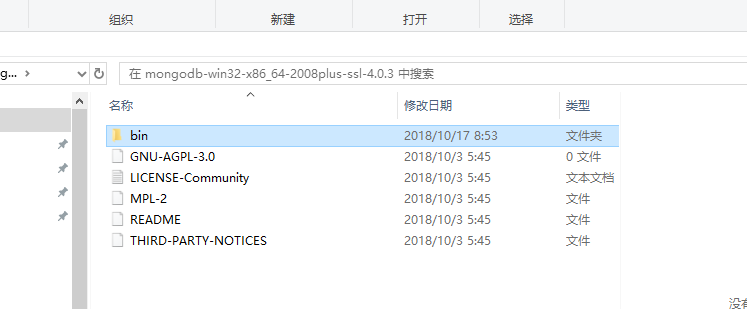 组织 新建 打开 选择
g... 在 mongodb-win32-x86_64-2008plus-ssl-4.0.3 中搜索
名称 修改日期 类型
bin 2018/10/17 8:53 文件夹
GNU-AGPL-3.0 2018/10/3 5:45 0 文件
LICENSE-Community 2018/10/3 5:45 文本文档
MPL-2 2018/10/3 5:45 文件
README 2018/10/3 5:45 文件
THIRD-PARTY-NOTICES 2018/10/3 5:45 文件
没有